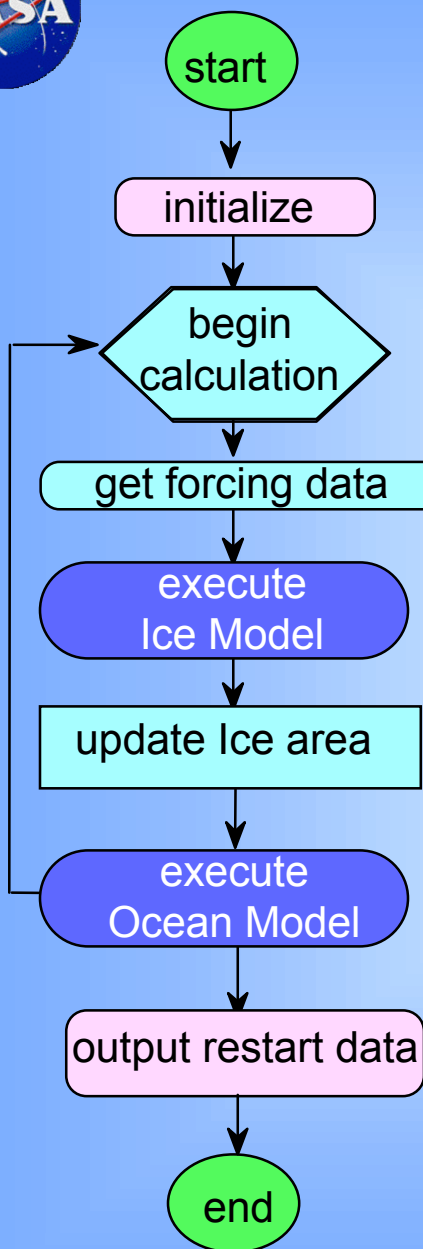 SA
start
initialize
begin
calculation
get forcing data
execute
Ice Model
update Ice area
execute
Ocean Model
output restart data
end